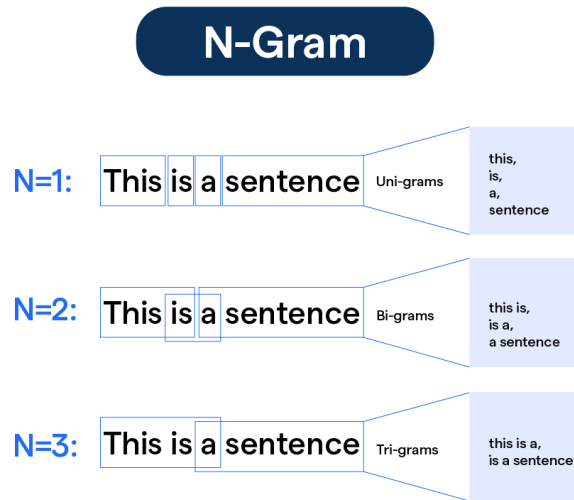 N-Gram
N=1:
This is a sentence
Uni-grams
this,
is,
a,
sentence
N=2:
This is a sentence
Bi-grams
this is,
is a,
a sentence
N=3:
This is a sentence
Tri-grams
this is a,
is a sentence